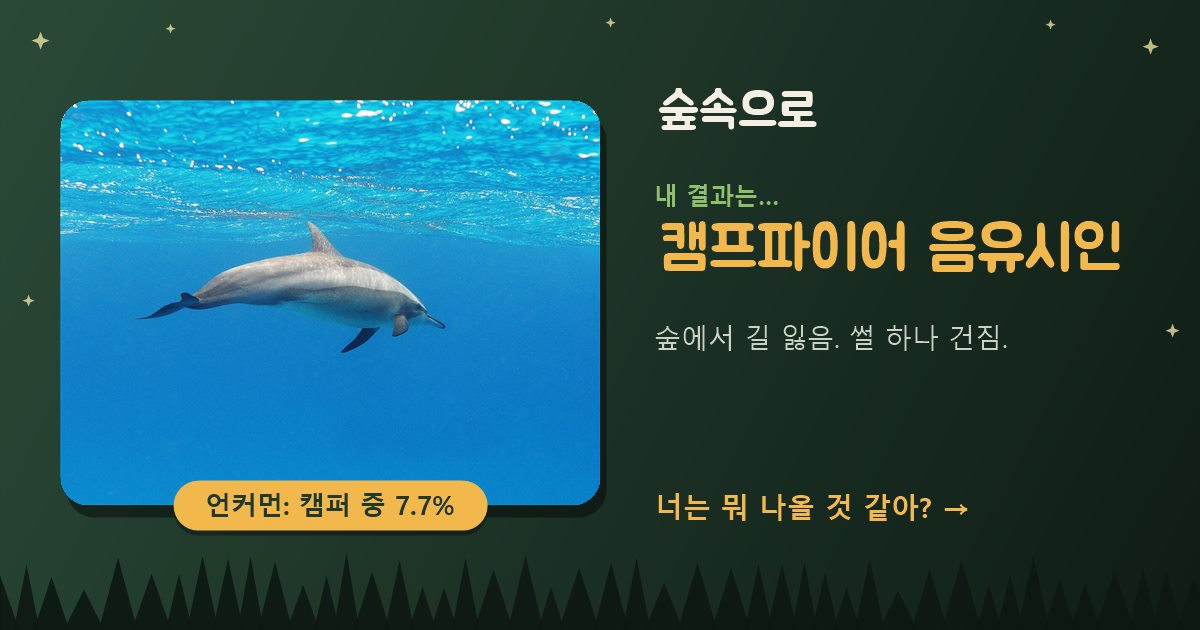 숲속으로
내 결과는...
캠프파이어 음유시인
숲에서 길 잃음. 썰 하나 건짐.
언커먼: 캠퍼 중 7.7%
너는 뭐 나올 것 같아? →